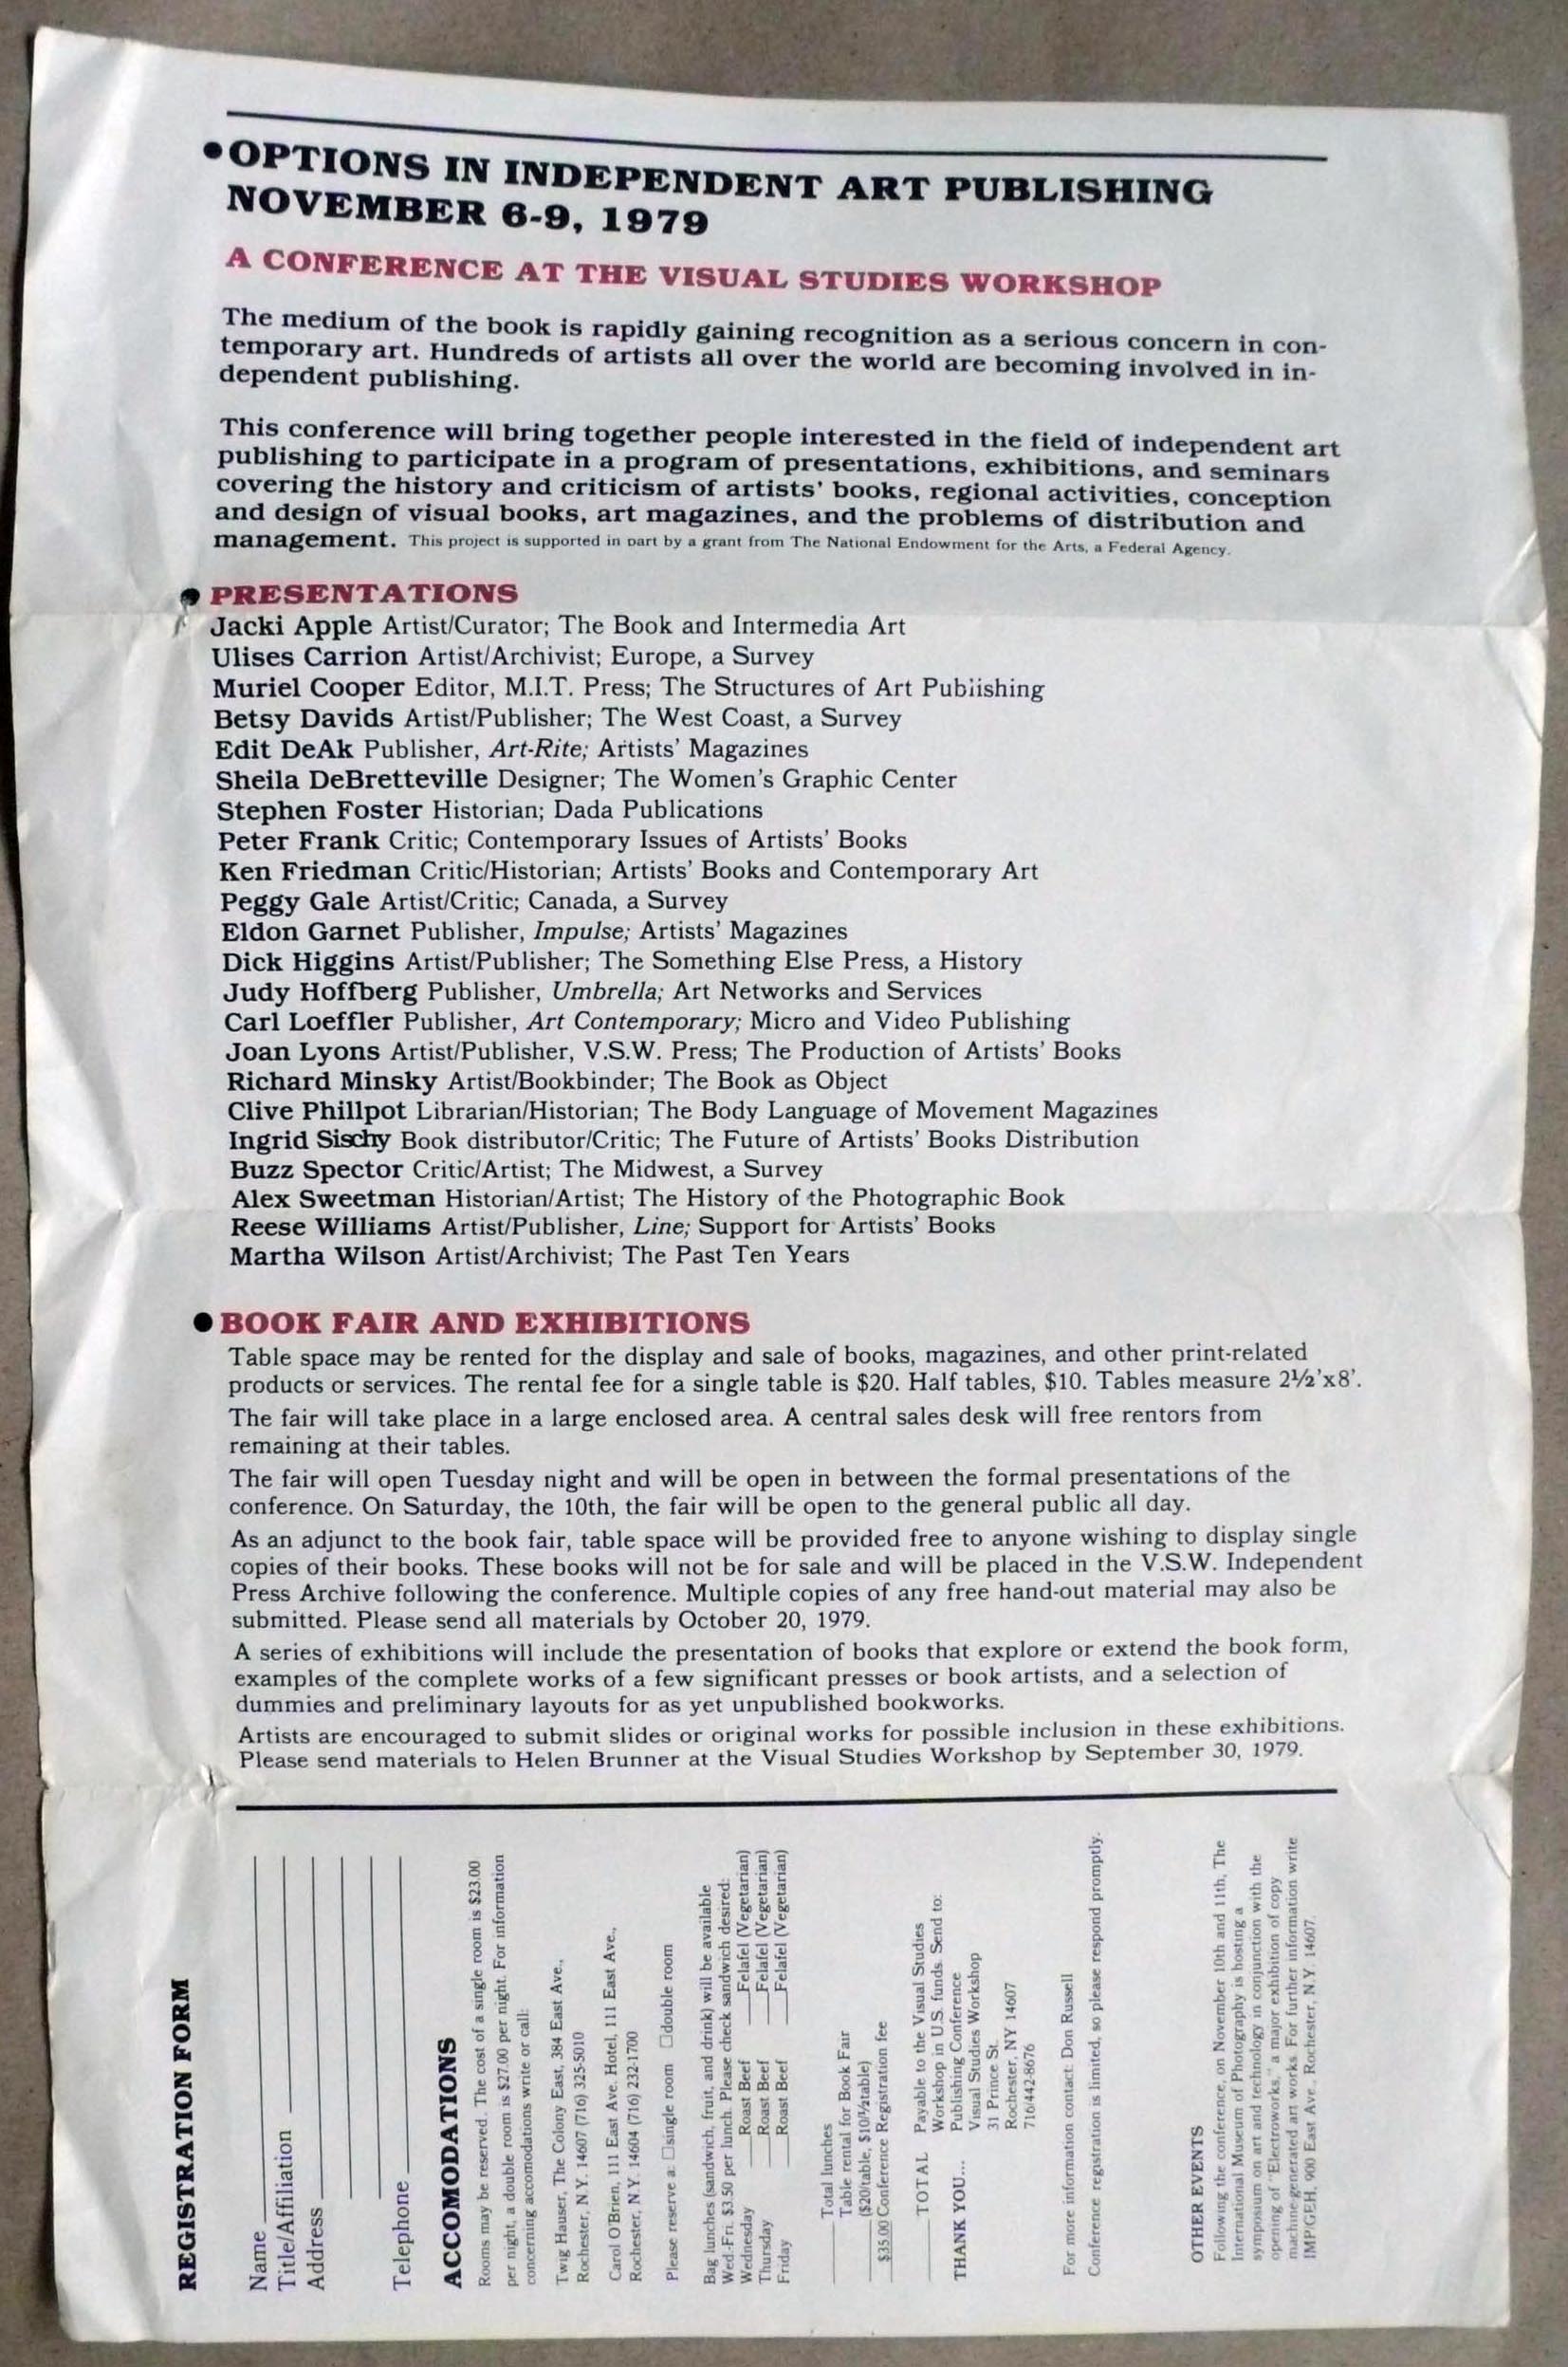 •OPTIONS IN INDEPENDENT ART PUBLISHING
NOVEMBER 6-9, 1979
A CONFERENCE AT THE VISUAL STUDIES WORKSHOP
The medium of the book is rapidly gaining recognition as a serious concern in con-
temporary art. Hundreds of artists all over the world are becoming involved in in-
dependent publishing.
This conference will bring together people interested in the field of independent art
publishing to participate in a program of presentations, exhibitions, and seminars
covering the history and criticism of artists' books, regional activities, conception
and design of visual books, art magazines, and the problems of distribution and
management. This project is supported in part by a grant from The National Endowment for the Arts, a Federal Agency.
• PRESENTATIONS
Jacki Apple Artist/Curator; The Book and Intermedia Art
Ulises Carrion Artist/Archivist; Europe, a Survey
Muriel Cooper Editor, M.I.T. Press; The Structures of Art Publishing
Betsy Davids Artist/Publisher; The West Coast, a Survey
Edit DeAk Publisher, Art-Rite; Artists' Magazines
Sheila DeBretteville Designer; The Women's Graphic Center
Stephen Foster Historian; Dada Publications
Peter Frank Critic; Contemporary Issues of Artists' Books
Ken Friedman Critic/Historian; Artists' Books and Contemporary Art
Peggy Gale Artist/Critic; Canada, a Survey
Eldon Garnet Publisher, Impulse; Artists' Magazines
Dick Higgins Artist/Publisher; The Something Else Press, a History
Judy Hoffberg Publisher, Umbrella; Art Networks and Services
Carl Loeffler Publisher, Art Contemporary; Micro and Video Publishing
Joan Lyons Artist/Publisher, V.S.W. Press; The Production of Artists' Books
Richard Minsky Artist/Bookbinder; The Book as Object
Clive Phillpot Librarian/Historian; The Body Language of Movement Magazines
Ingrid Sischy Book distributor/Critic; The Future of Artists' Books Distribution
Buzz Spector Critic/Artist; The Midwest, a Survey
Alex Sweetman Historian/Artist; The History of the Photographic Book
Reese Williams Artist/Publisher, Line; Support for Artists' Books
Martha Wilson Artist/Archivist; The Past Ten Years
• BOOK FAIR AND EXHIBITIONS
Table space may be rented for the display and sale of books, magazines, and other print-related
products or services. The rental fee for a single table is $20. Half tables, $10. Tables measure 2½'x8'.
The fair will take place in a large enclosed area. A central sales desk will free rentors from
remaining at their tables.
The fair will open Tuesday night and will be open in between the formal presentations of the
conference. On Saturday, the 10th, the fair will be open to the general public all day.
As an adjunct to the book fair, table space will be provided free to anyone wishing to display single
copies of their books. These books will not be for sale and will be placed in the V.S.W. Independent
Press Archive following the conference. Multiple copies of any free hand-out material may also be
submitted. Please send all materials by October 20, 1979.
A series of exhibitions will include the presentation of books that explore or extend the book form,
examples of the complete works of a few significant presses or book artists, and a selection of
dummies and preliminary layouts for as yet unpublished bookworks.
Artists are encouraged to submit slides or original works for possible inclusion in these exhibitions.
Please send materials to Helen Brunner at the Visual Studies Workshop by September 30, 1979.
REGISTRATION FORM
Name
Title/Affiliation
Address
Telephone
ACCOMODATIONS
Rooms may be reserved. The cost of a single room is $23.00
per night, a double room is $27.00 per night. For information
concerning accomodations write or call:
Twig Hauser, The Colony East, 384 East Ave.,
Rochester, N.Y. 14607 (716) 325-5010
Carol O'Brien, 111 East Ave. Hotel, 111 East Ave.,
Rochester, N.Y. 14604 (716) 232-1700
Please reserve a: □single room □double room
Bag lunches (sandwich, fruit, and drink) will be available
Wed.-Fri. $3.50 per lunch. Please check sandwich desired:
Wednesday ____Roast Beef ____Felafel (Vegetarian)
Thursday ____Roast Beef ____Felafel (Vegetarian)
Friday ____Roast Beef ____Felafel (Vegetarian)
____Total lunches
Table rental for Book Fair
____($20/table, $10/½table)
$35.00 Conference Registration fee
____TOTAL Payable to the Visual Studies
Workshop in U.S. funds. Send to:
THANK YOU... Publishing Conference
Visual Studies Workshop
31 Prince St.
Rochester, NY 14607
716/442-8676
For more information contact: Don Russell
Conference registration is limited, so please respond promptly.
OTHER EVENTS
Following the conference, on November 10th and 11th, The
International Museum of Photography is hosting a
symposium on art and technology in conjunction with the
opening of "Electroworks," a major exhibition of copy
machine-generated art works. For further information write
IMP/GEH, 900 East Ave., Rochester, N.Y. 14607.